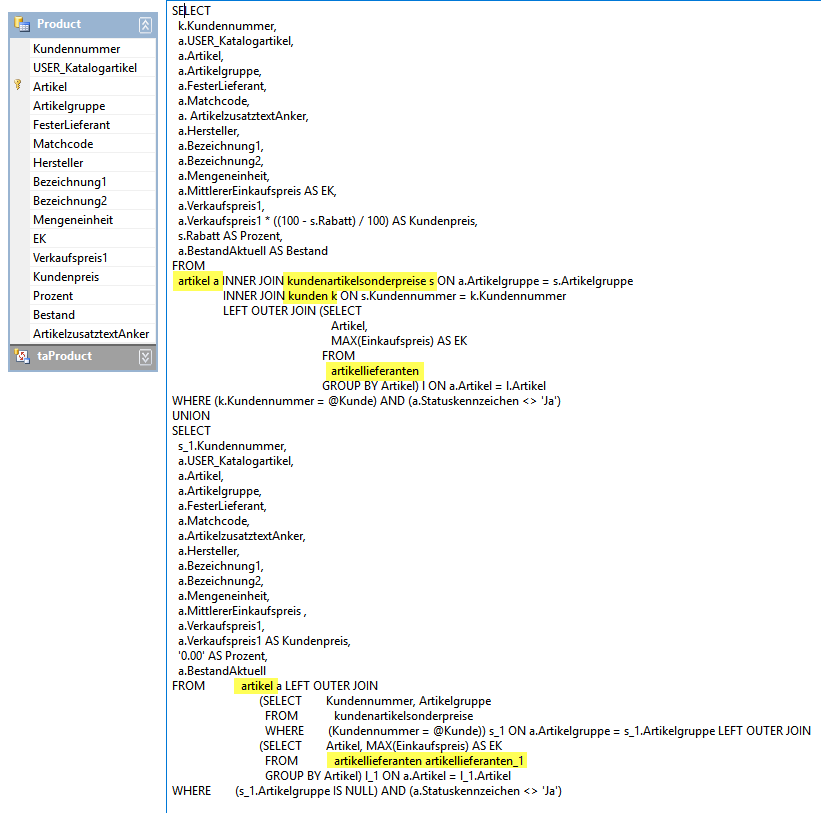 Product
Kundennummer
USER_Katalogartikel
Artikel
Artikelgruppe
FesterLieferant
Matchcode
Hersteller
Bezeichnung1
Bezeichnung2
Mengeneinheit
EK
Verkaufspreis1
Kundenpreis
Prozent
Bestand
ArtikelzusatztextAnker
taProduct
SELECT
k.Kundennummer,
a.USER_Katalogartikel,
a.Artikel,
a.Artikelgruppe,
a.FesterLieferant,
a.Matchcode,
a. ArtikelzusatztextAnker,
a.Hersteller,
a.Bezeichnung1,
a.Bezeichnung2,
a.Mengeneinheit,
a.MittlererEinkaufspreis AS EK,
a.Verkaufspreis1,
a.Verkaufspreis1 * ((100 - s.Rabatt) / 100) AS Kundenpreis,
s.Rabatt AS Prozent,
a.BestandAktuell AS Bestand
FROM
artikel a INNER JOIN kundenartikelsonderpreise s ON a.Artikelgruppe = s.Artikelgruppe
INNER JOIN kunden k ON s.Kundennummer = k.Kundennummer
LEFT OUTER JOIN (SELECT
Artikel,
MAX(Einkaufspreis) AS EK
FROM
artikellieferanten
GROUP BY Artikel) l ON a.Artikel = l.Artikel
WHERE (k.Kundennummer = @Kunde) AND (a.Statuskennzeichen <> 'Ja')
UNION
SELECT
s_1.Kundennummer,
a.USER_Katalogartikel,
a.Artikel,
a.Artikelgruppe,
a.FesterLieferant,
a.Matchcode,
a.ArtikelzusatztextAnker,
a.Hersteller,
a.Bezeichnung1,
a.Bezeichnung2,
a.Mengeneinheit,
a.MittlererEinkaufspreis ,
a.Verkaufspreis1,
a.Verkaufspreis1 AS Kundenpreis,
'0.00' AS Prozent,
a.BestandAktuell
FROM artikel a LEFT OUTER JOIN
(SELECT Kundennummer, Artikelgruppe
FROM kundenartikelsonderpreise
WHERE (Kundennummer = @Kunde)) s_1 ON a.Artikelgruppe = s_1.Artikelgruppe LEFT OUTER JOIN
(SELECT Artikel, MAX(Einkaufspreis) AS EK
FROM artikellieferanten artikellieferanten_1
GROUP BY Artikel) l_1 ON a.Artikel = l_1.Artikel
WHERE (s_1.Artikelgruppe IS NULL) AND (a.Statuskennzeichen <> 'Ja')